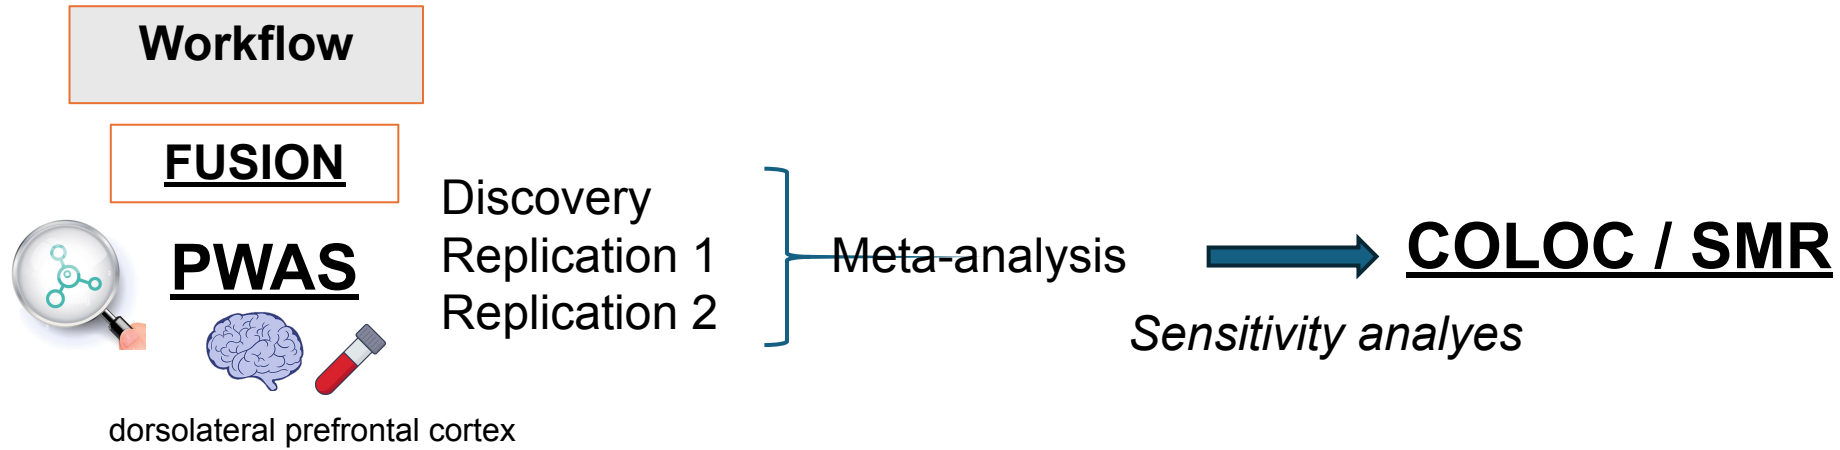 Workflow
FUSION
PWAS
dorsolateral prefrontal cortex
Discovery
Replication 1
Replication 2
Meta-analysis
Sensitivity analyes
COLOC / SMR